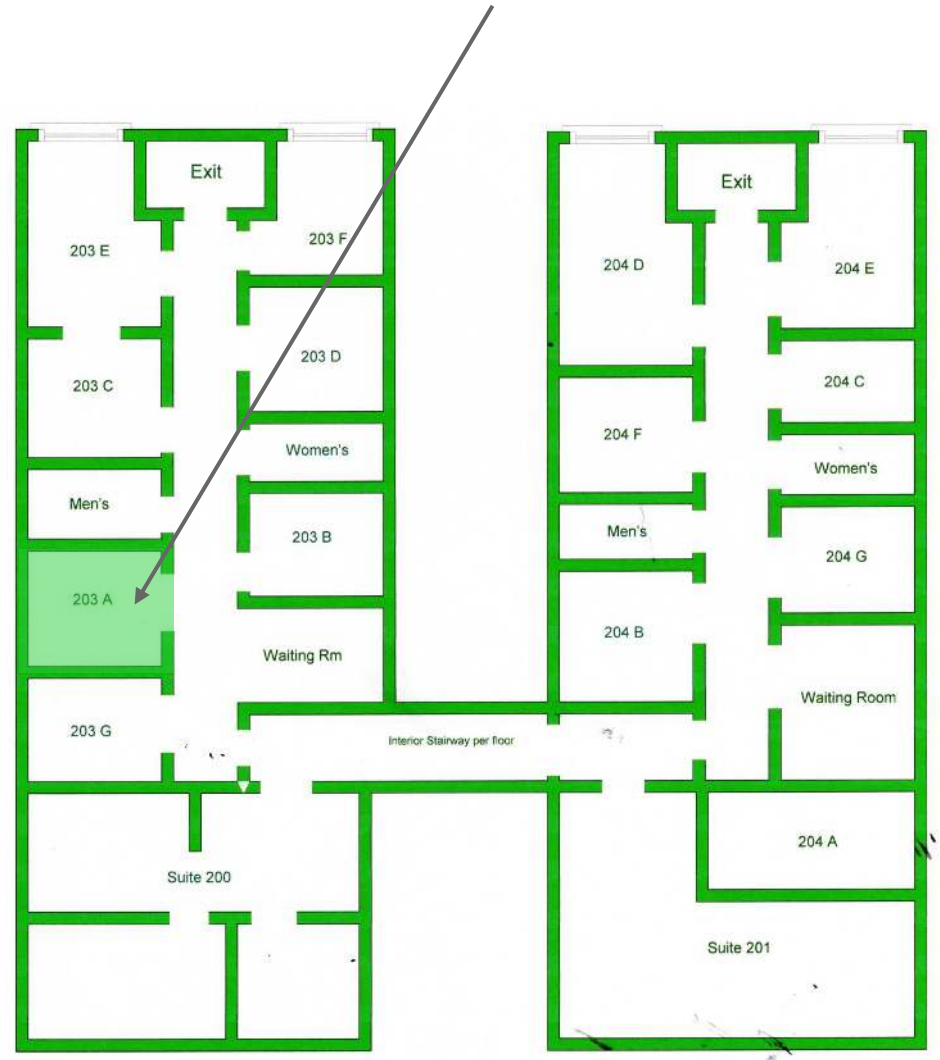 Exit
203 E
203 F
203 C
203 D
Women's
Men's
203 B
203 A
Waiting Rm
203 G
Suite 200
Interior Stairway per floor
Exit
204 D
204 E
204 C
204 F
Women's
Men's
204 G
204 B
Waiting Room
204 A
Suite 201